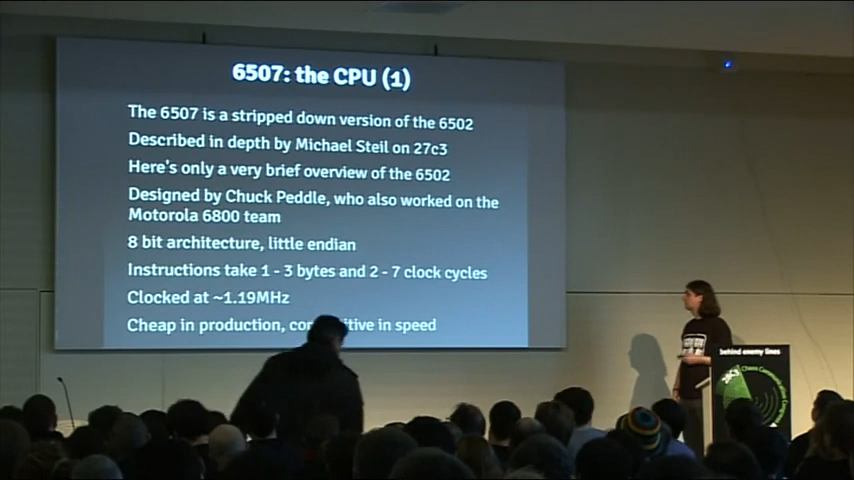 6507: the CPU (1)
The 6507 is a stripped down version of the 6502
Described in depth by Michael Steil on 27c3
Here's only a very brief overview of the 6502
Designed by Chuck Peddle, who also worked on the
Motorola 6800 team
8 bit architecture, little endian
Instructions take 1 - 3 bytes and 2 - 7 clock cycles
Clocked at ~1.19MHz
Cheap in production, in speed
behind enemy lines